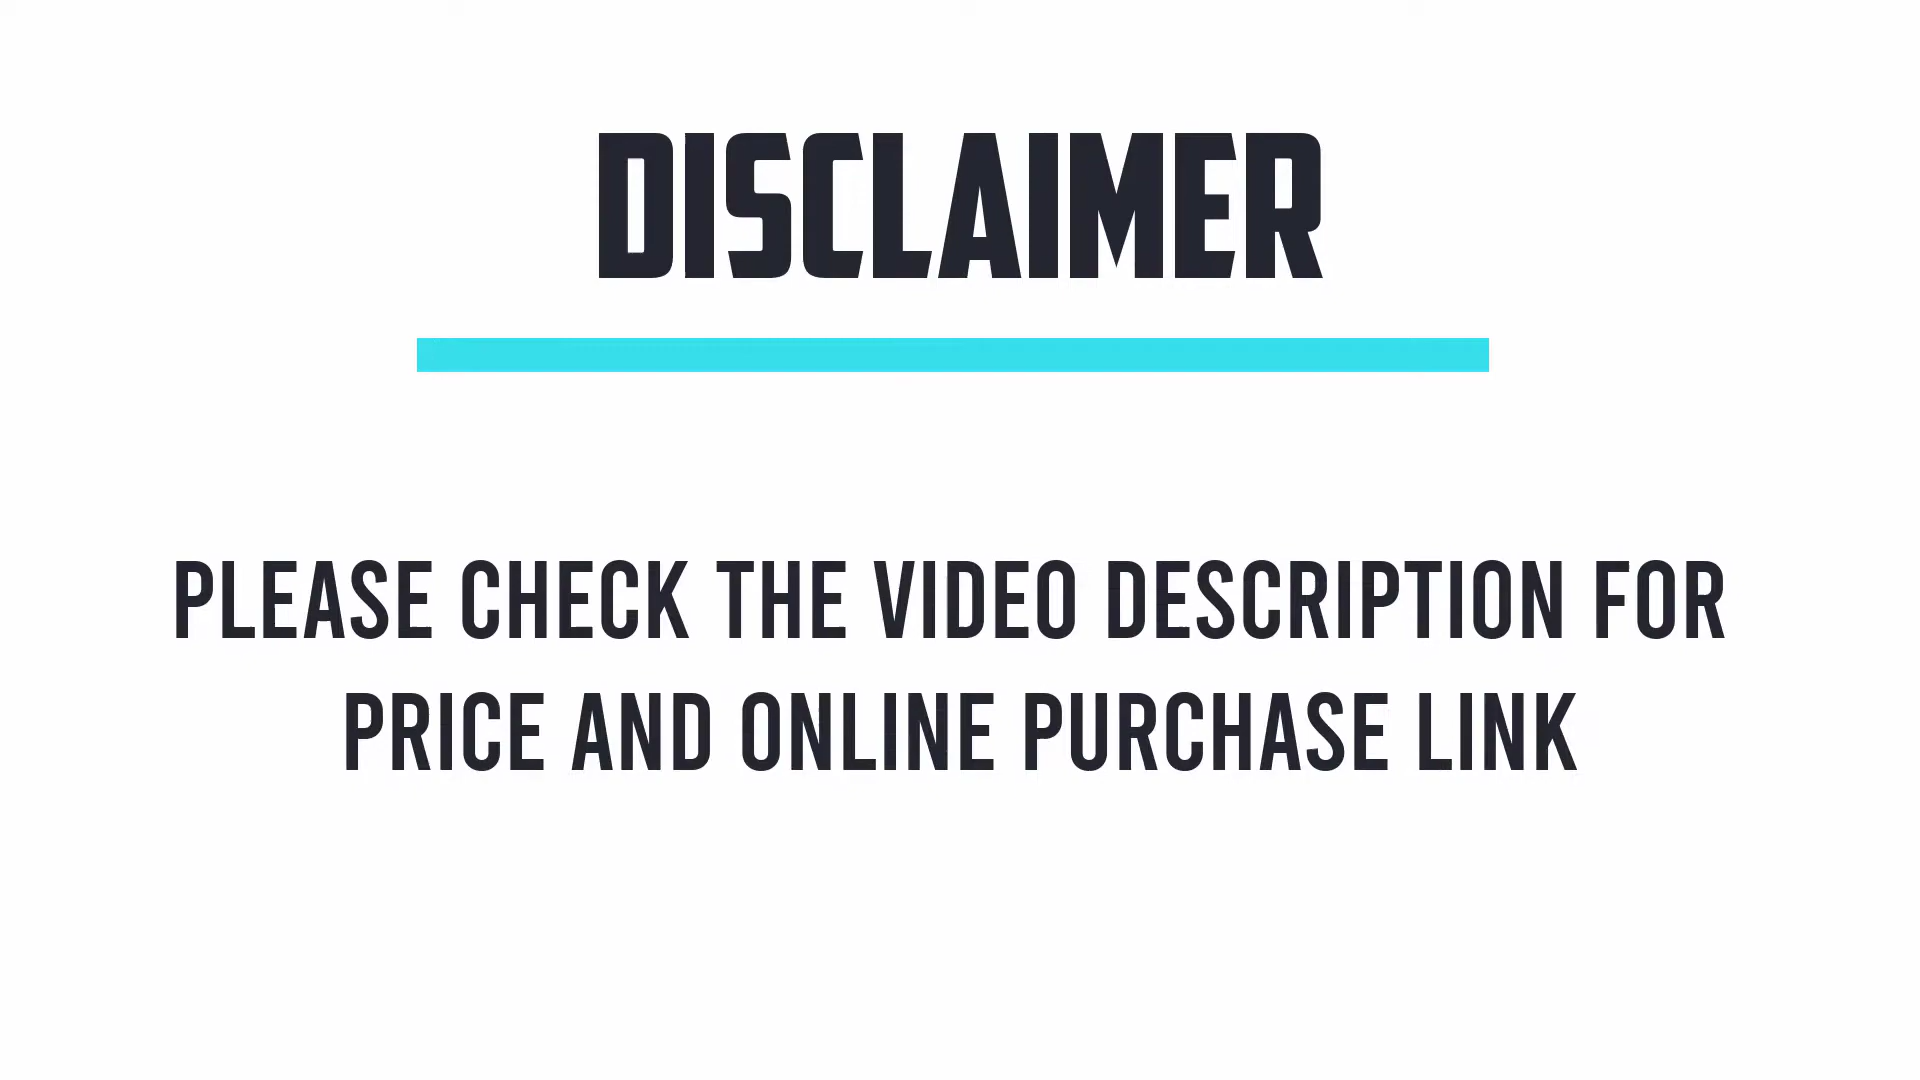 DISCLAIMER
PLEASE CHECK THE VIDEO DESCRIPTION FOR
PRICE AND ONLINE PURCHASE LINK